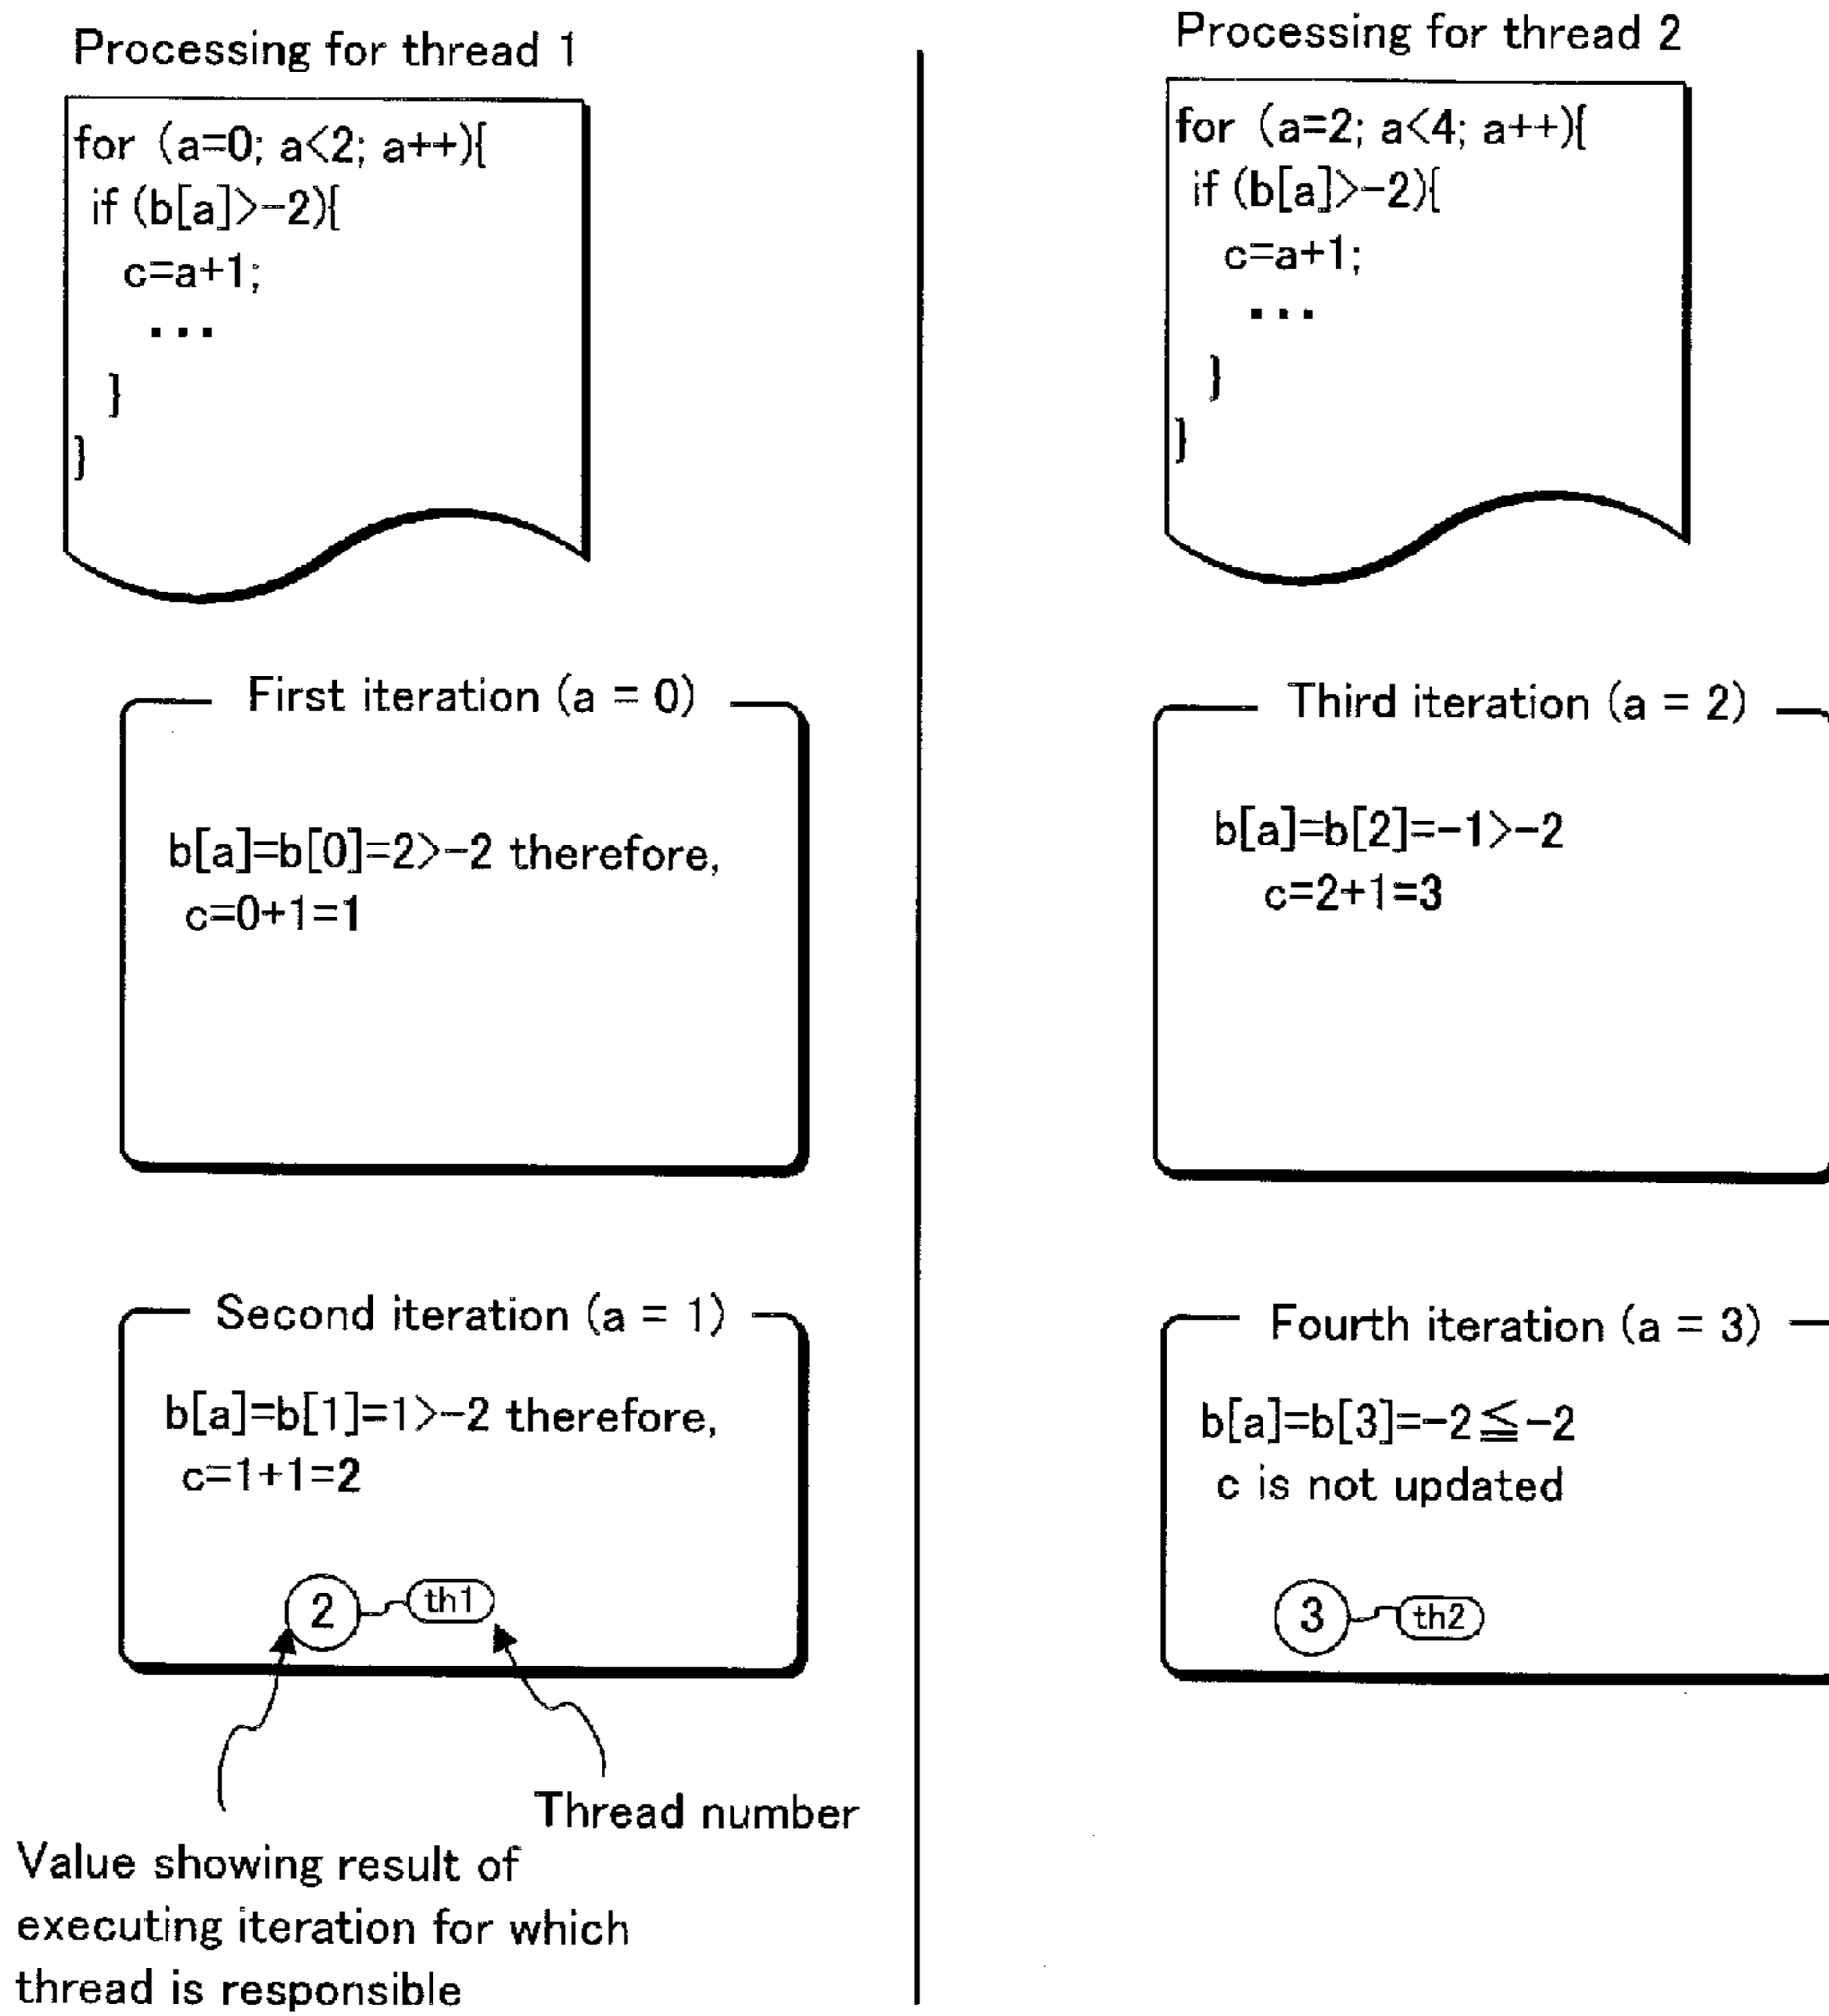 Processing for thread 1
for (a=0; a<2; a++){
if (b[a]>-2){
c=a+1;
...
}
}
First iteration (a = 0)
b[a]=b[0]=2>-2 therefore,
c=0+1=1
Second iteration (a = 1)
b[a]=b[1]=1>-2 therefore,
c=1+1=2
2 th1
Thread number
Value showing result of
executing iteration for which
thread is responsible
Processing for thread 2
for (a=2; a<4; a++){
if (b[a]>-2){
c=a+1;
...
}
}
Third iteration (a = 2)
b[a]=b[2]=-1>-2
c=2+1=3
Fourth iteration (a = 3)
b[a]=b[3]=-2≦-2
c is not updated
3 th2